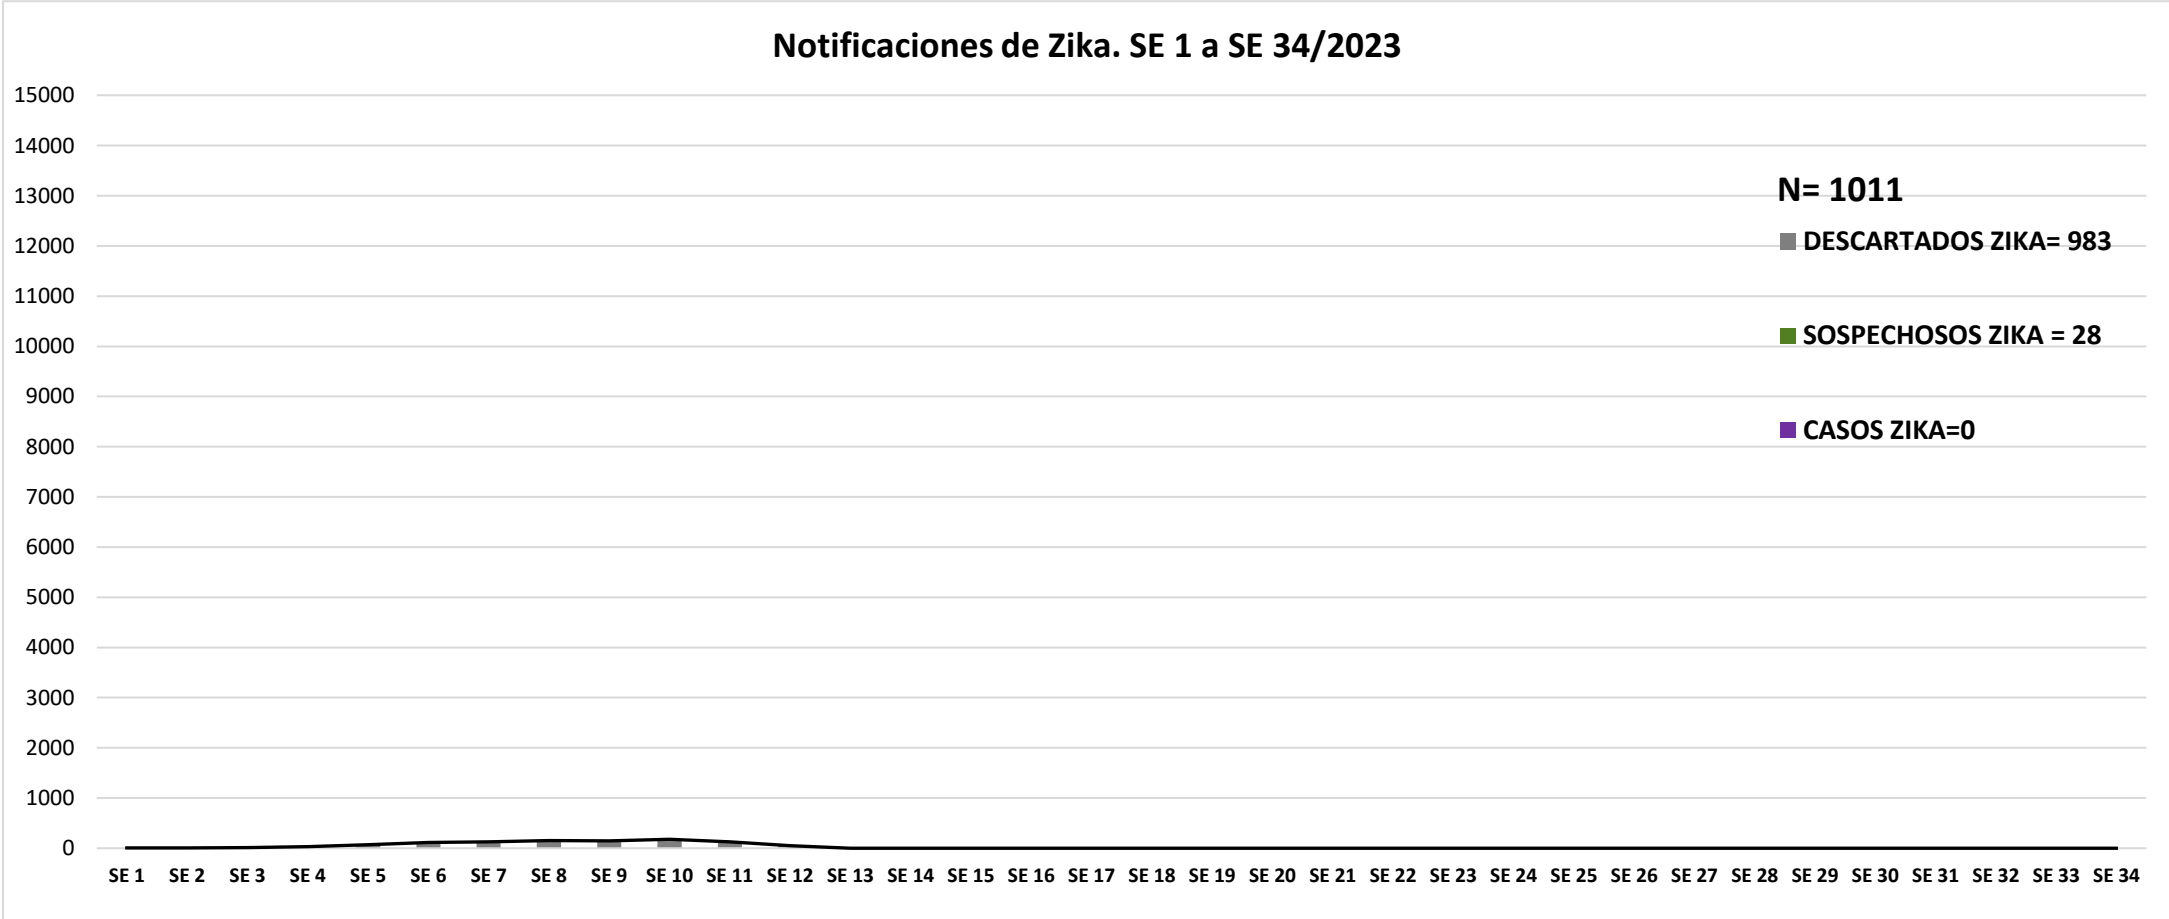 Notificaciones de Zika. SE 1 a SE 34/2023
15000
14000
13000
12000
11000
10000
9000
8000
7000
6000
5000
4000
3000
2000
1000
0
N= 1011
DESCARTADOS ZIKA= 983
SOSPECHOSOS ZIKA = 28
CASOS ZIKA=0
SE 1 SE 2 SE 3 SE 4 SE 5 SE 6 SE 7 SE 8 SE 9 SE 10 SE 11 SE 12 SE 13 SE 14 SE 15 SE 16 SE 17 SE 18 SE 19 SE 20 SE 21 SE 22 SE 23 SE 24 SE 25 SE 26 SE 27 SE 28 SE 29 SE 30 SE 31 SE 32 SE 33 SE 34